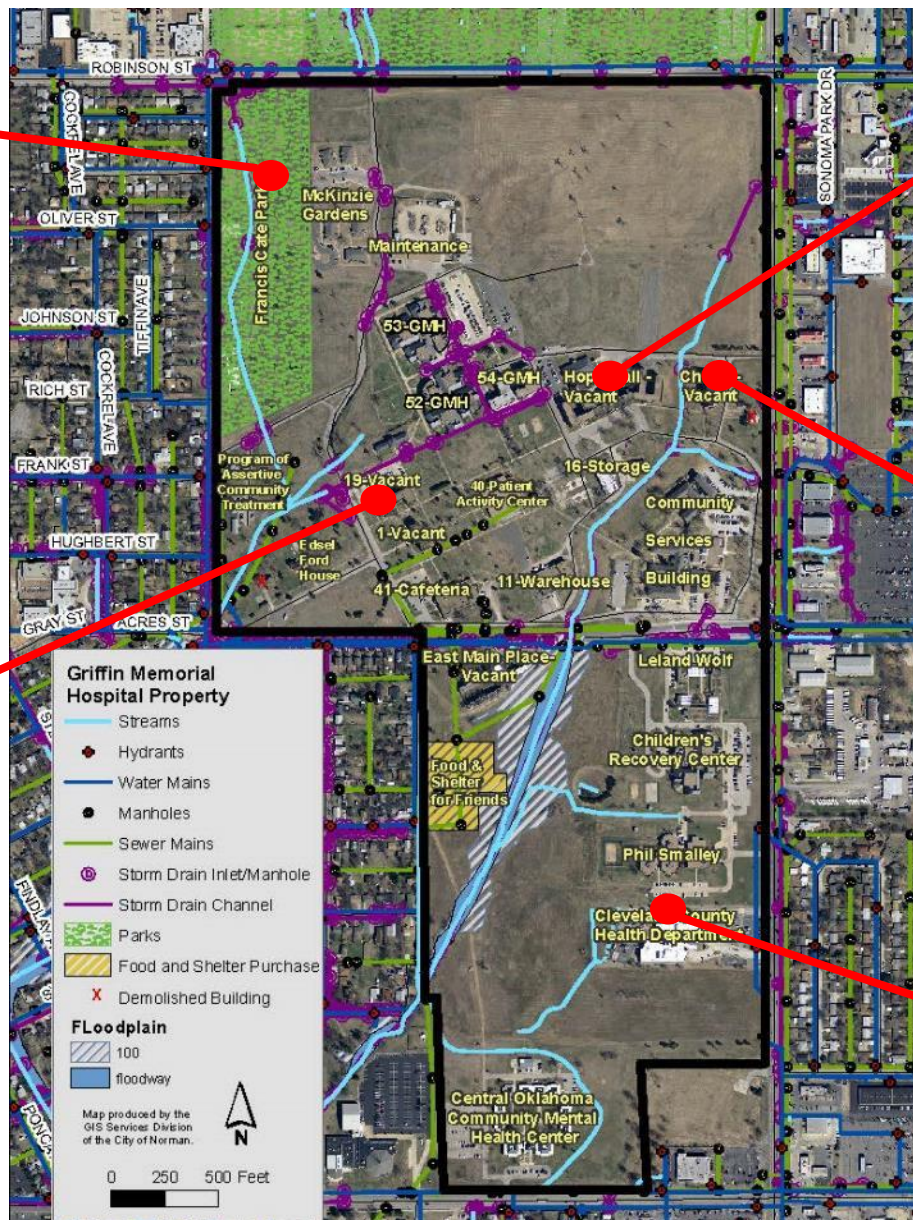 ROBINSON ST
COCKREL AVE
OLIVER ST
TIFFIN AVE
JOHNSON ST
COCKREL AVE
RICH ST
FRANK ST
HUGHBERT ST
GRAY ST
ACRES ST
SONOMA PARK DR
Francis Cate Park
McKinzie
Gardens
Maintenance
53-GMH
54-GMH
52-GMH
Vacant
Vacant
Program of
Assertive
Community
Treatment
19-Vacant
40 Patient
Activity Center
16-Storage
1-Vacant
Edsel
Ford
House
41-Cafeteria
11-Warehouse
Community
Services
Building
East Main Place-
Vacant
Leland Wolf
Children's
Recovery Center
Food &
Shelter
for Friends
Phil Smalley
Cleveland County
Health Department
Central Oklahoma
Community Mental
Health Center
FINDLAY
Griffin Memorial
Hospital Property
Streams
Hydrants
Water Mains
Manholes
Sewer Mains
Storm Drain Inlet/Manhole
Storm Drain Channel
Parks
Food and Shelter Purchase
X Demolished Building
FLoodplain
100
floodway
Map produced by the
GIS Services Division
of the City of Norman.
N
0 250 500 Feet